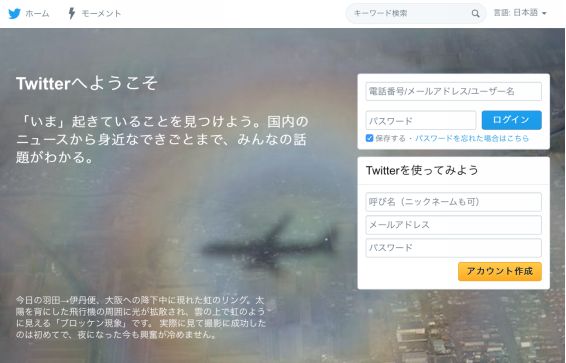 ホーム
モーメント
キーワード検索
言語: 日本語
Twitterへようこそ
「いま」起きていることを見つけよう。国内の
ニュースから身近なできごとまで、みんなの話
題がわかる。
電話番号/メールアドレス/ユーザー名
パスワード
ログイン
保存する・パスワードを忘れた場合はこちら
Twitterを使ってみよう
呼び名（ニックネームも可）
メールアドレス
パスワード
アカウント作成
今日の羽田→伊丹便、大阪への降下中に現れた虹のリング。太
陽を背にした飛行機の周囲に光が拡散され、雲の上で虹のよう
に見える「ブロッケン現象」です。 実際に見て撮影に成功した
のは初めてで、夜になった今も興奮が冷めません。